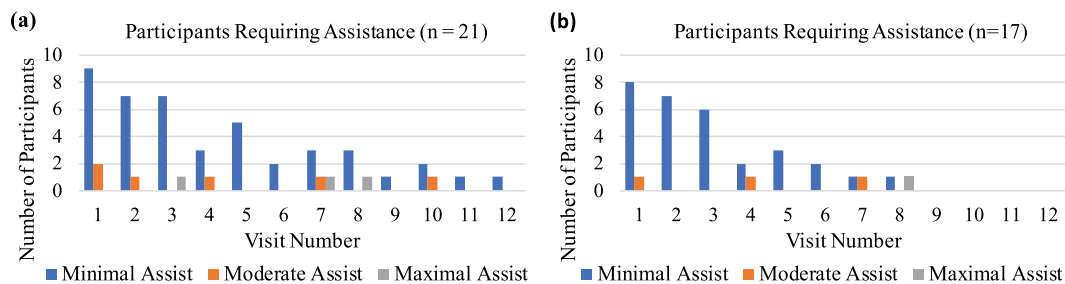 (a)
Participants Requiring Assistance (n = 21)
Number of Participants
10
8
6
4
2
0
1 2 3 4 5 6 7 8 9 10 11 12
Visit Number
Minimal Assist Moderate Assist Maximal Assist
(b)
Participants Requiring Assistance (n=17)
Number of Participants
10
8
6
4
2
0
1 2 3 4 5 6 7 8 9 10 11 12
Visit Number
Minimal Assist Moderate Assist Maximal Assist